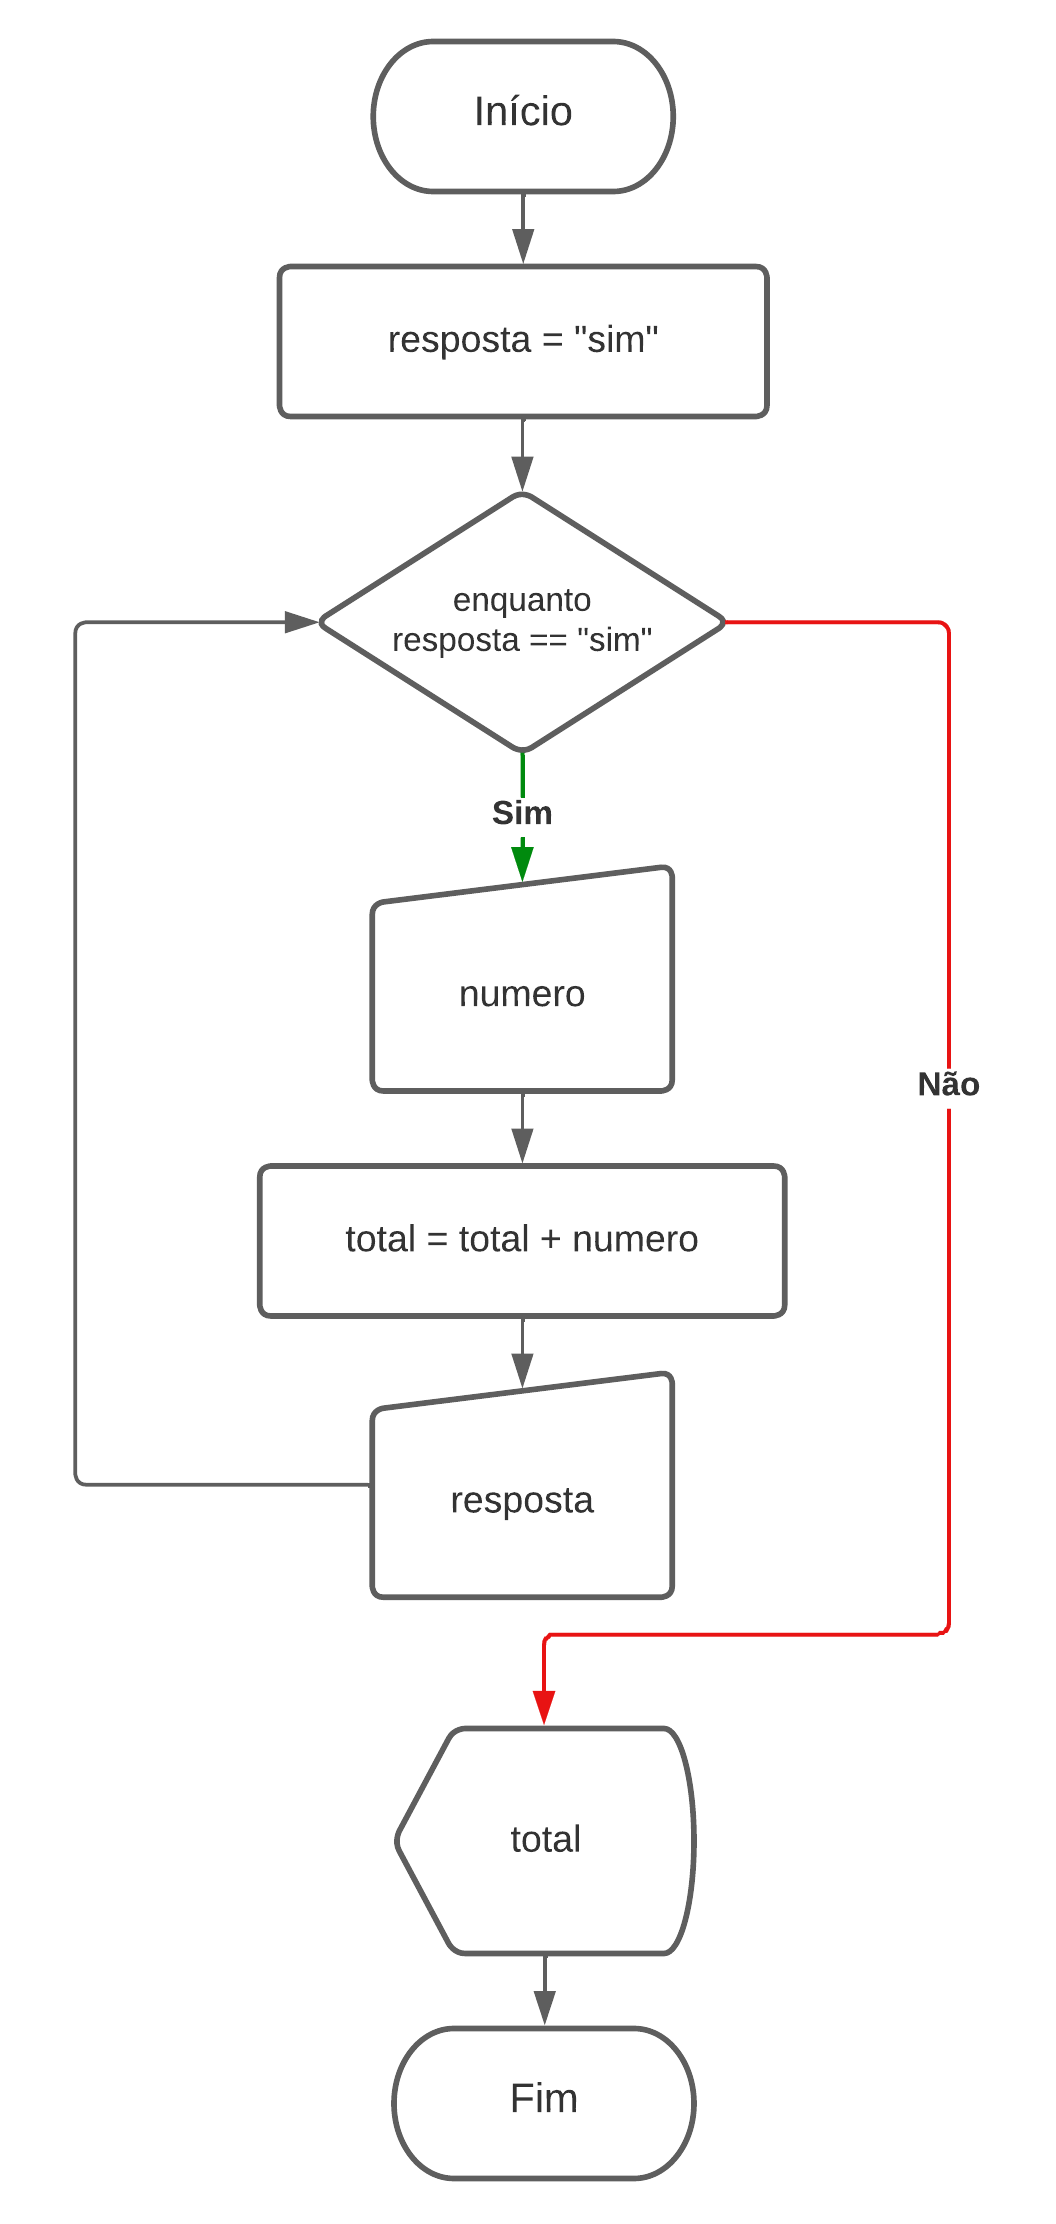 Início
resposta = "sim"
enquanto
resposta == "sim"
Sim
numero
Não
total = total + numero
resposta
total
Fim